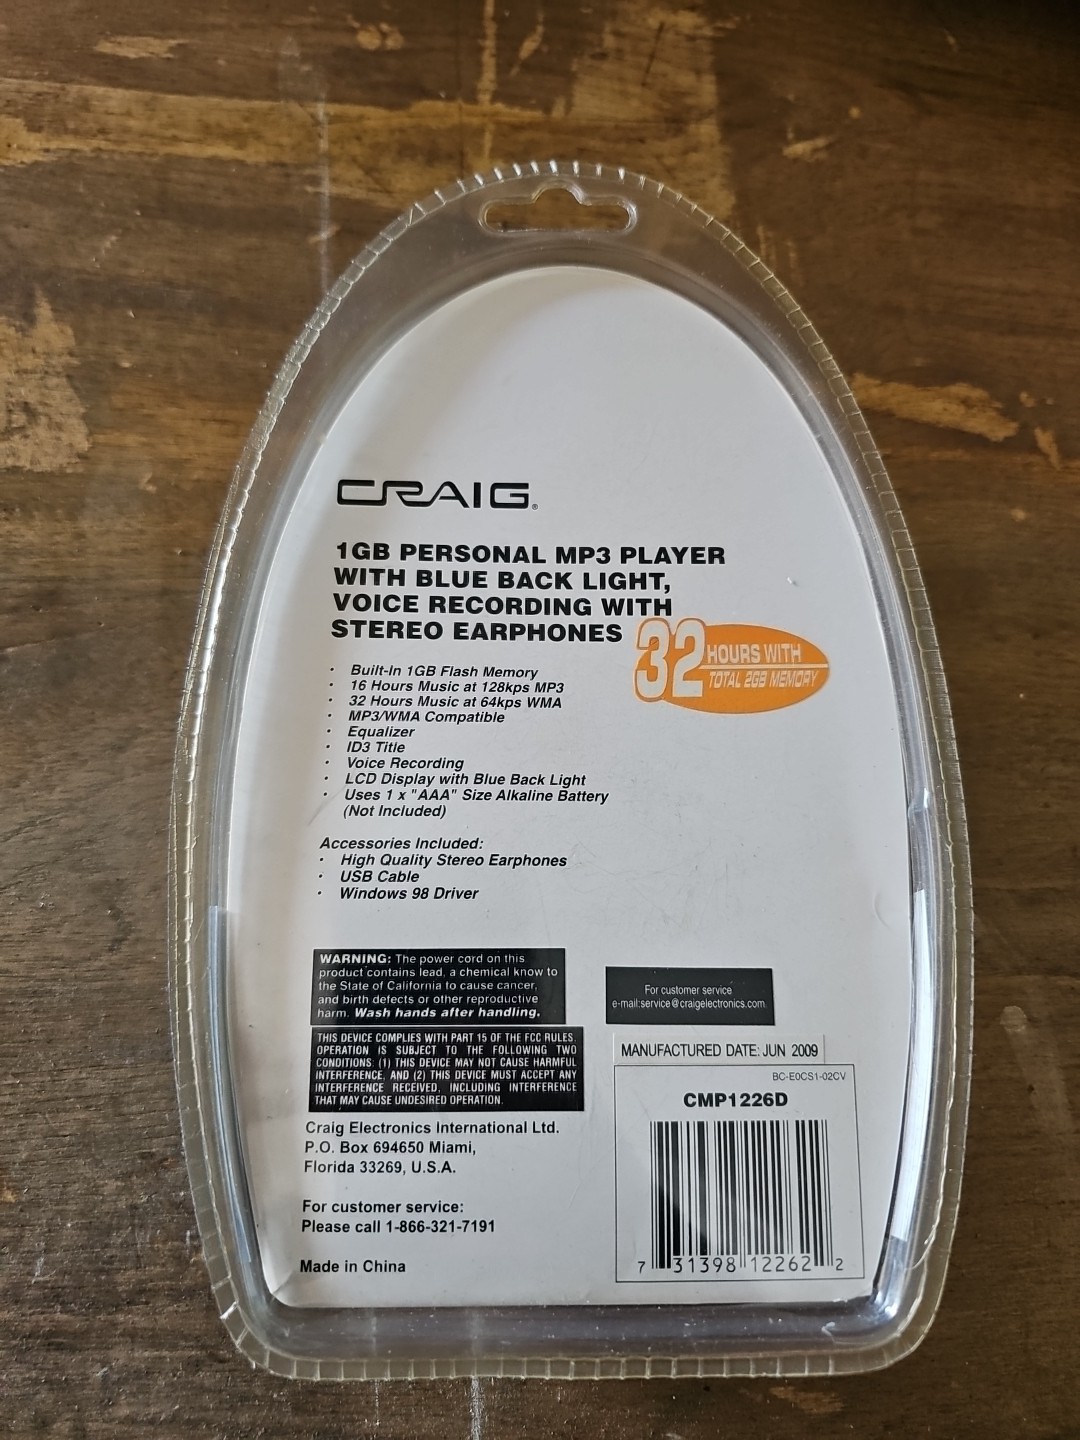 CRAIG®
1GB PERSONAL MP3 PLAYER
WITH BLUE BACK LIGHT,
VOICE RECORDING WITH
STEREO EARPHONES
32 HOURS WITH
TOTAL 2GB MEMORY
· Built-In 1GB Flash Memory
· 16 Hours Music at 128kps MP3
· 32 Hours Music at 64kps WMA
· MP3/WMA Compatible
· Equalizer
· ID3 Title
· Voice Recording
· LCD Display with Blue Back Light
· Uses 1 x "AAA" Size Alkaline Battery
(Not Included)
Accessories Included:
· High Quality Stereo Earphones
· USB Cable
· Windows 98 Driver
WARNING: The power cord on this
product contains lead, a chemical know to
the State of California to cause cancer,
and birth defects or other reproductive
harm. Wash hands after handling.
For customer service
e-mail:service@craigelectronics.com
THIS DEVICE COMPLIES WITH PART 15 OF THE FCC RULES.
OPERATION IS SUBJECT TO THE FOLLOWING TWO
CONDITIONS: (1) THIS DEVICE MAY NOT CAUSE HARMFUL
INTERFERENCE, AND (2) THIS DEVICE MUST ACCEPT ANY
INTERFERENCE RECEIVED, INCLUDING INTERFERENCE
THAT MAY CAUSE UNDESIRED OPERATION.
MANUFACTURED DATE: JUN 2009
BC-E0CS1-02CV
CMP1226D
7 31398 12262 2
Craig Electronics International Ltd.
P.O. Box 694650 Miami,
Florida 33269, U.S.A.
For customer service:
Please call 1-866-321-7191
Made in China